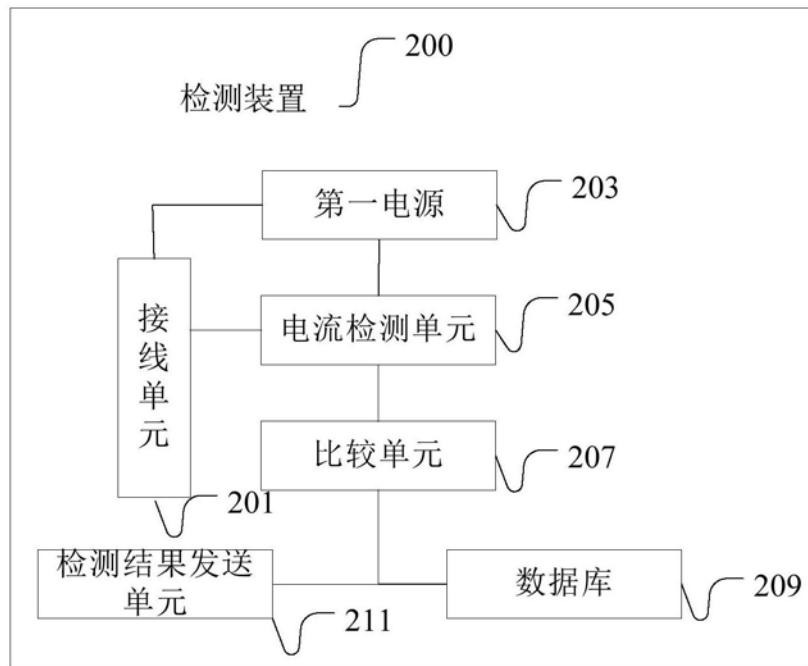 200
检测装置
第一电源
203
接线单元
电流检测单元
205
比较单元
207
201
检测结果发送
单元
211
数据库
209